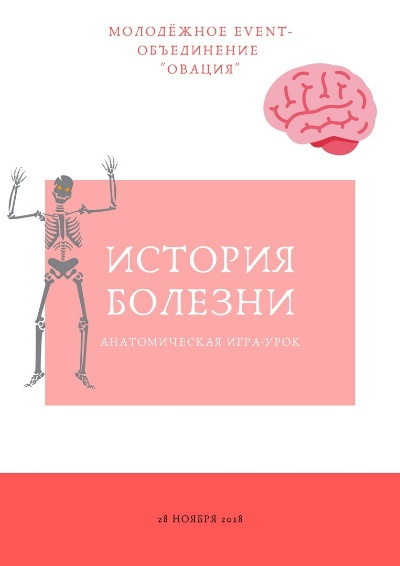 МОЛОДЁЖНОЕ EVENT-
ОБЪЕДИНЕНИЕ
"ОВАЦИЯ"
ИСТОРИЯ
БОЛЕЗНИ
АНАТОМИЧЕСКАЯ ИГРА-УРОК
28 НОЯБРЯ 2018